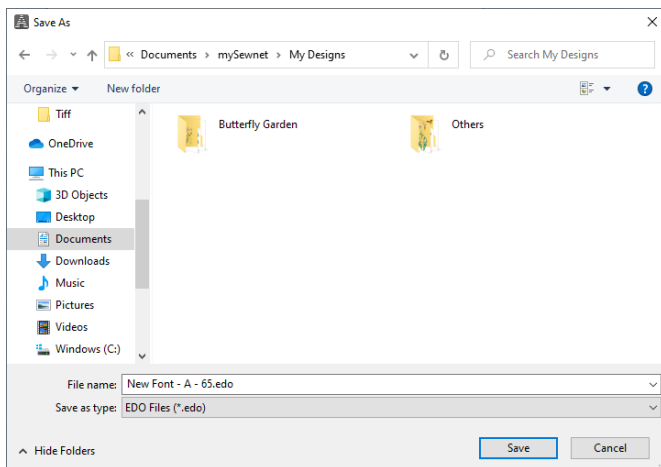 Save As
« Documents › mySewnet › My Designs
Search My Designs
Organize
New folder
?
Tiff
OneDrive
This PC
3D Objects
Desktop
Documents
Downloads
Music
Pictures
Videos
Windows (C:)
Butterfly Garden
Others
File name: New Font - A - 65.edo
Save as type: EDO Files (*.edo)
Hide Folders
Save
Cancel